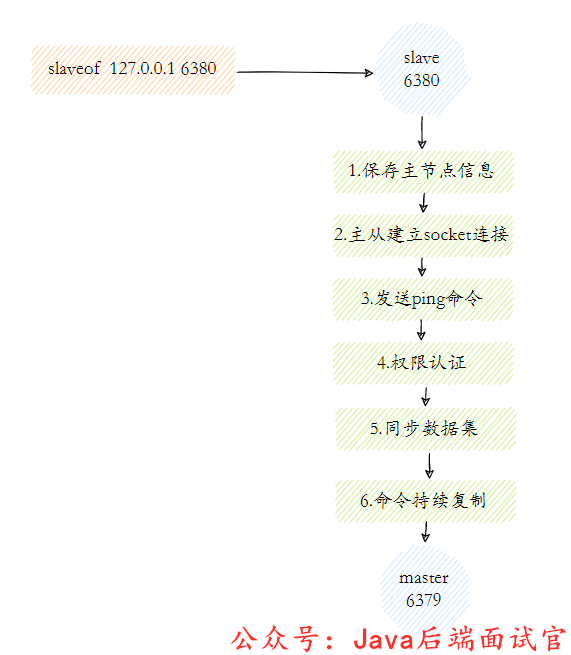 slaveof 127.0.0.1 6380
slave
6380
1.保存主节点信息
2.主从建立socket连接
3.发送ping命令
4.权限认证
5.同步数据集
6.命令持续复制
master
6379
公众号：Java后端面试官